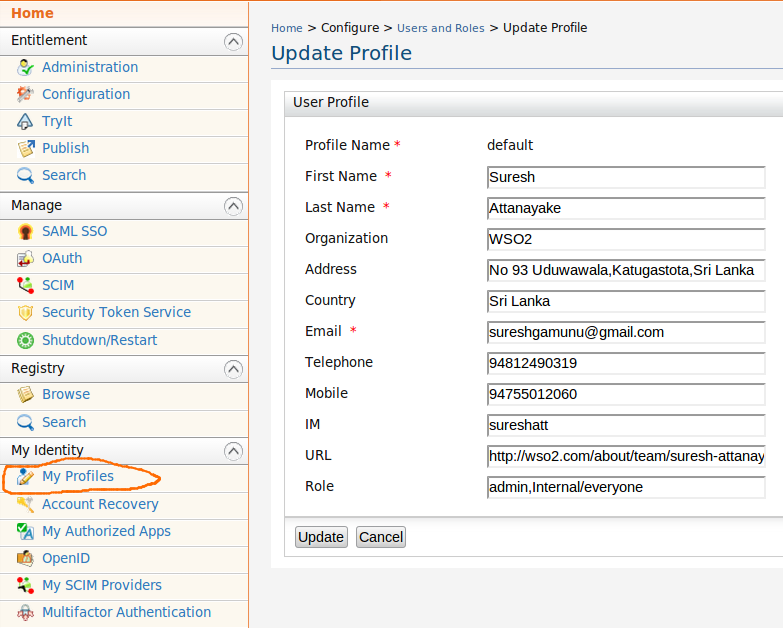 Home
Entitlement
Administration
Configuration
TryIt
Publish
Search
Manage
SAML SSO
OAuth
SCIM
Security Token Service
Shutdown/Restart
Registry
Browse
Search
My Identity
My Profiles
Account Recovery
My Authorized Apps
OpenID
My SCIM Providers
Multifactor Authentication
Home > Configure > Users and Roles > Update Profile
Update Profile
User Profile
Profile Name * default
First Name * Suresh
Last Name * Attanayake
Organization WSO2
Address No 93 Uduwawala,Katugastota,Sri Lanka
Country Sri Lanka
Email * sureshgamunu@gmail.com
Telephone 94812490319
Mobile 94755012060
IM sureshatt
URL http://wso2.com/about/team/suresh-attanay
Role admin,Internal/everyone
Update Cancel